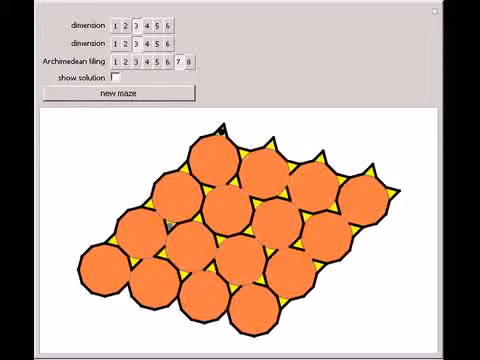 dimension 1 2 3 4 5 6
dimension 1 2 3 4 5 6
Archimedean tiling 1 2 3 4 5 6 7 8
show solution
new maze